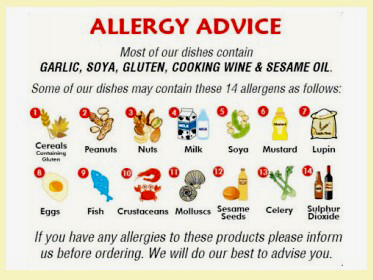 ALLERGY ADVICE
Most of our dishes contain
GARLIC, SOYA, GLUTEN, COOKING WINE & SESAME OIL.
Some of our dishes may contain these 14 allergens as follows:
1 2 3 4 5 6 7
Cereals Containing Gluten
Peanuts
Nuts
Milk
Soya
Mustard
Lupin
8 9 10 11 12 13 14
Eggs
Fish
Crustaceans
Molluscs
Sesame Seeds
Celery
Sulphur Dioxide
If you have any allergies to these products please inform
us before ordering. We will do our best to advise you.